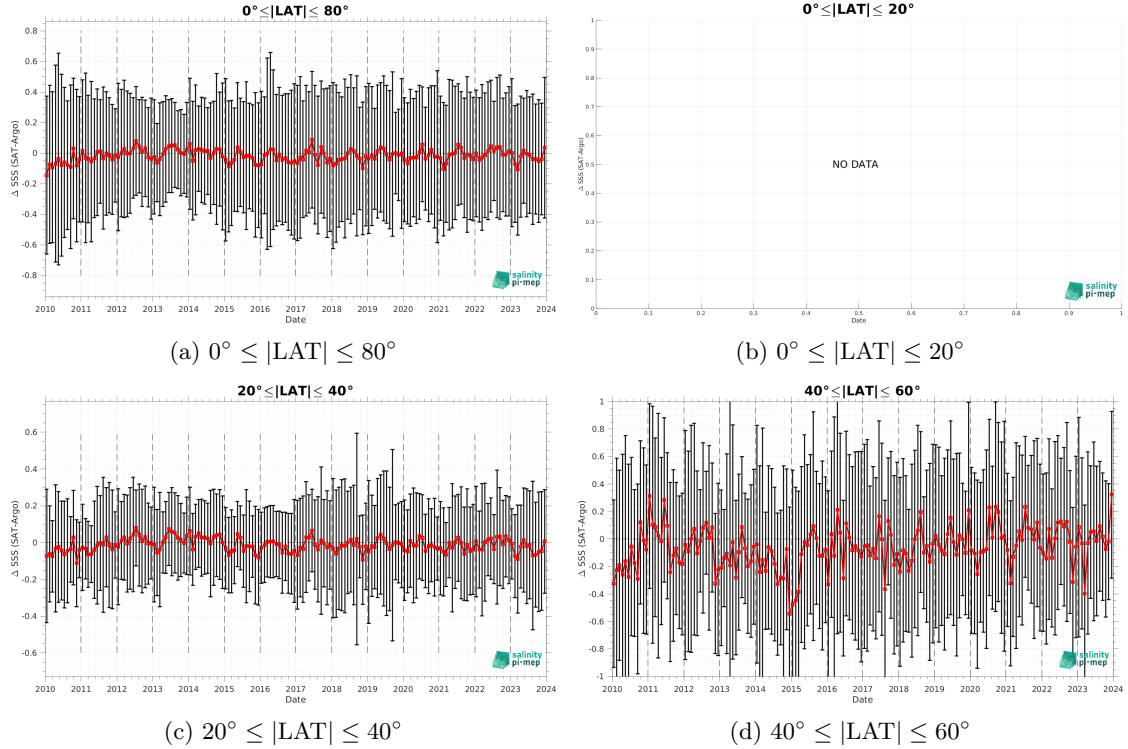 0°≤|LAT|≤ 80°
Δ SSS (SAT-Argo)
0.8
0.6
0.4
0.2
0
-0.2
-0.4
-0.6
-0.8
2010 2011 2012 2013 2014 2015 2016 2017 2018 2019 2020 2021 2022 2023 2024
Date
salinity
pi-mep
(a) 0° ≤ |LAT| ≤ 80°
0°≤|LAT|≤ 20°
Δ SSS (SAT-Argo)
1
0.9
0.8
0.7
0.6
0.5
0.4
0.3
0.2
0.1
0
NO DATA
0 0.1 0.2 0.3 0.4 0.5 0.6 0.7 0.8 0.9 1
Date
salinity
pi-mep
(b) 0° ≤ |LAT| ≤ 20°
20°≤|LAT|≤ 40°
Δ SSS (SAT-Argo)
0.6
0.4
0.2
0
-0.2
-0.4
-0.6
2010 2011 2012 2013 2014 2015 2016 2017 2018 2019 2020 2021 2022 2023 2024
Date
salinity
pi-mep
(c) 20° ≤ |LAT| ≤ 40°
40°≤|LAT|≤ 60°
Δ SSS (SAT-Argo)
1
0.8
0.6
0.4
0.2
0
-0.2
-0.4
-0.6
-0.8
-1
2010 2011 2012 2013 2014 2015 2016 2017 2018 2019 2020 2021 2022 2023 2024
Date
salinity
pi-mep
(d) 40° ≤ |LAT| ≤ 60°